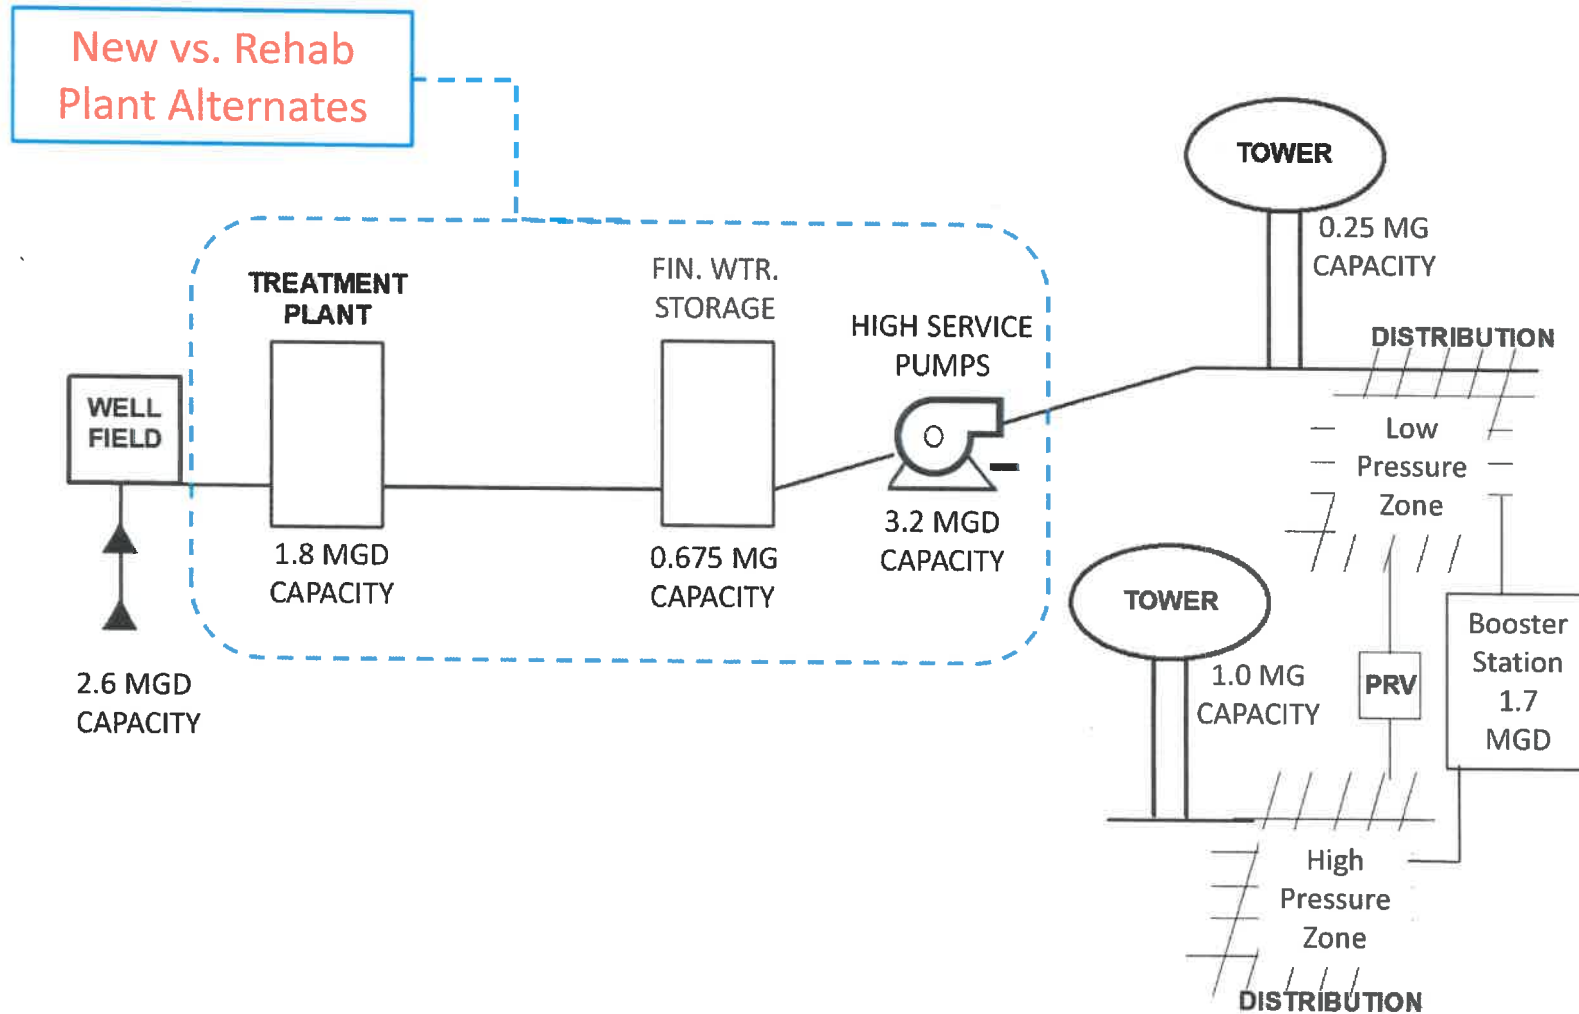 New vs. Rehab
Plant Alternates
TOWER
0.25 MG
CAPACITY
FIN. WTR.
STORAGE
TREATMENT
PLANT
HIGH SERVICE
PUMPS
DISTRIBUTION
WELL
FIELD
Low
Pressure
Zone
3.2 MGD
CAPACITY
1.8 MGD
CAPACITY
0.675 MG
CAPACITY
TOWER
Booster
Station
1.7
MGD
2.6 MGD
CAPACITY
1.0 MG
CAPACITY
PRV
High
Pressure
Zone
DISTRIBUTION